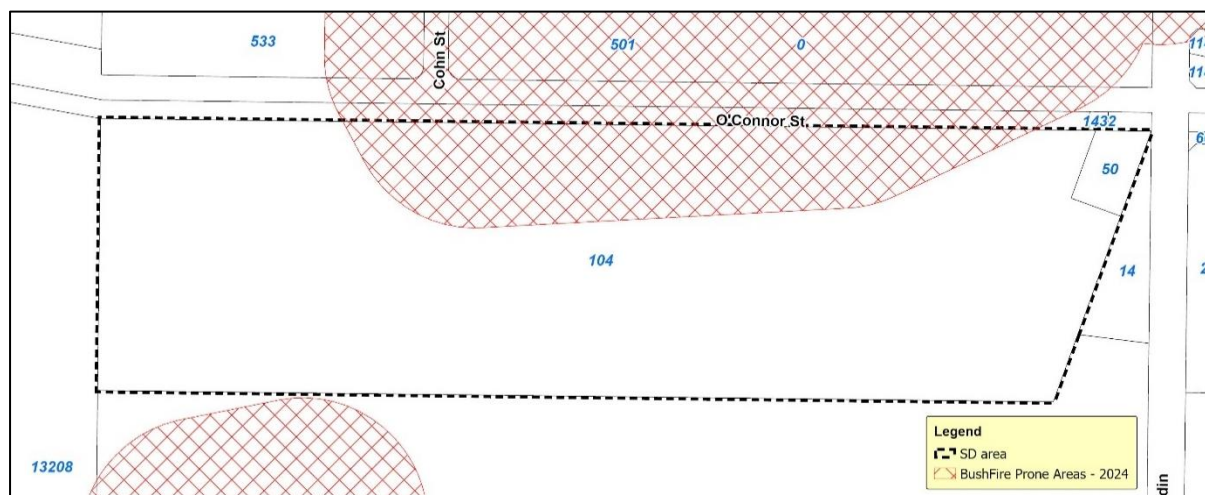 533
Cohn St
501
0
O'Connor St.
1432
50
104
14
13208
Legend
SD area
BushFire Prone Areas - 2024